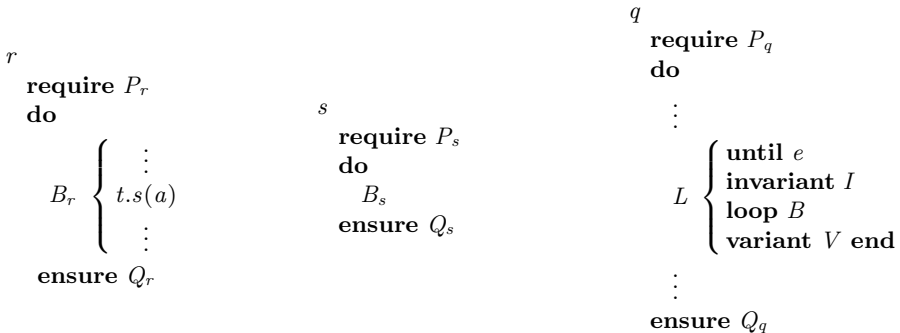 r
require P_r
do
⋮
B_r { t.s(a)
⋮
ensure Q_r
s
require P_s
do
B_s
ensure Q_s
q
require P_q
do
⋮
until e
invariant I
L { loop B
variant V end
⋮
ensure Q_q